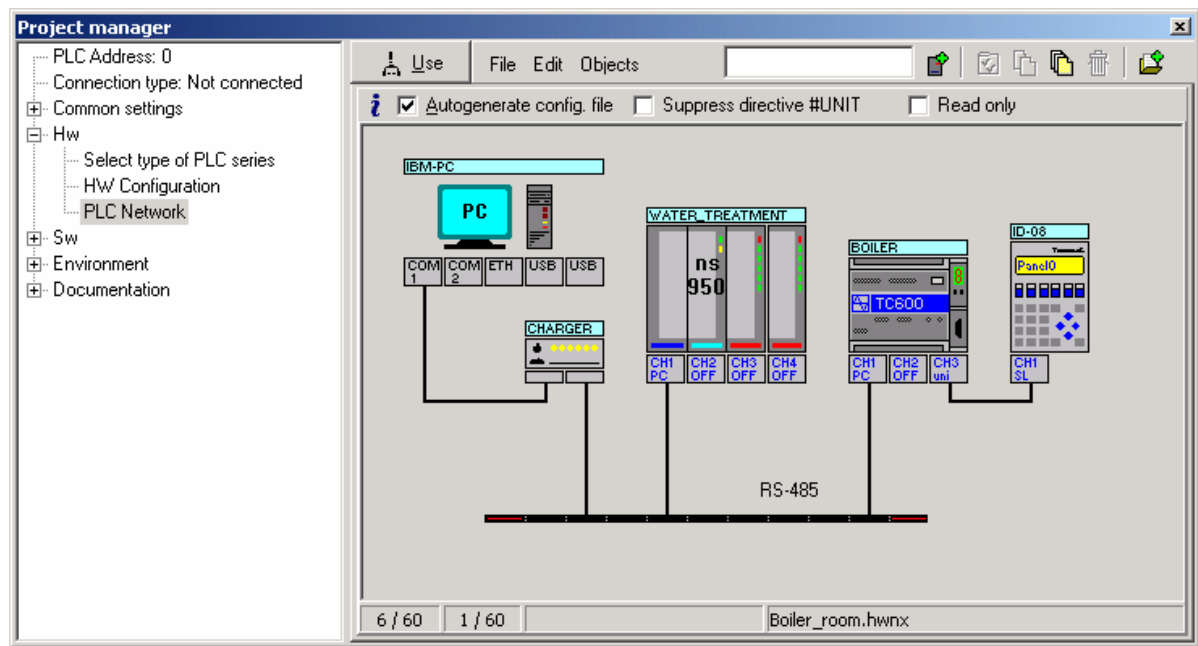 Project manager
PLC Address: 0
Connection type: Not connected
Common settings
Hw
Select type of PLC series
HW Configuration
PLC Network
Sw
Environment
Documentation
Use File Edit Objects
Autogenerate config. file Suppress directive #UNIT Read only
IBM-PC
PC
COM 1 COM 2 ETH USB USB
CHARGER
WATER_TREATMENT
ns 950
CH1 PC CH2 OFF CH3 OFF CH4 OFF
BOILER
8
TC600
CH1 PC CH2 OFF CH3 uni
ID-08
Panel0
CH1 SL
RS-485
6 / 60 1 / 60 Boiler_room.hwnx